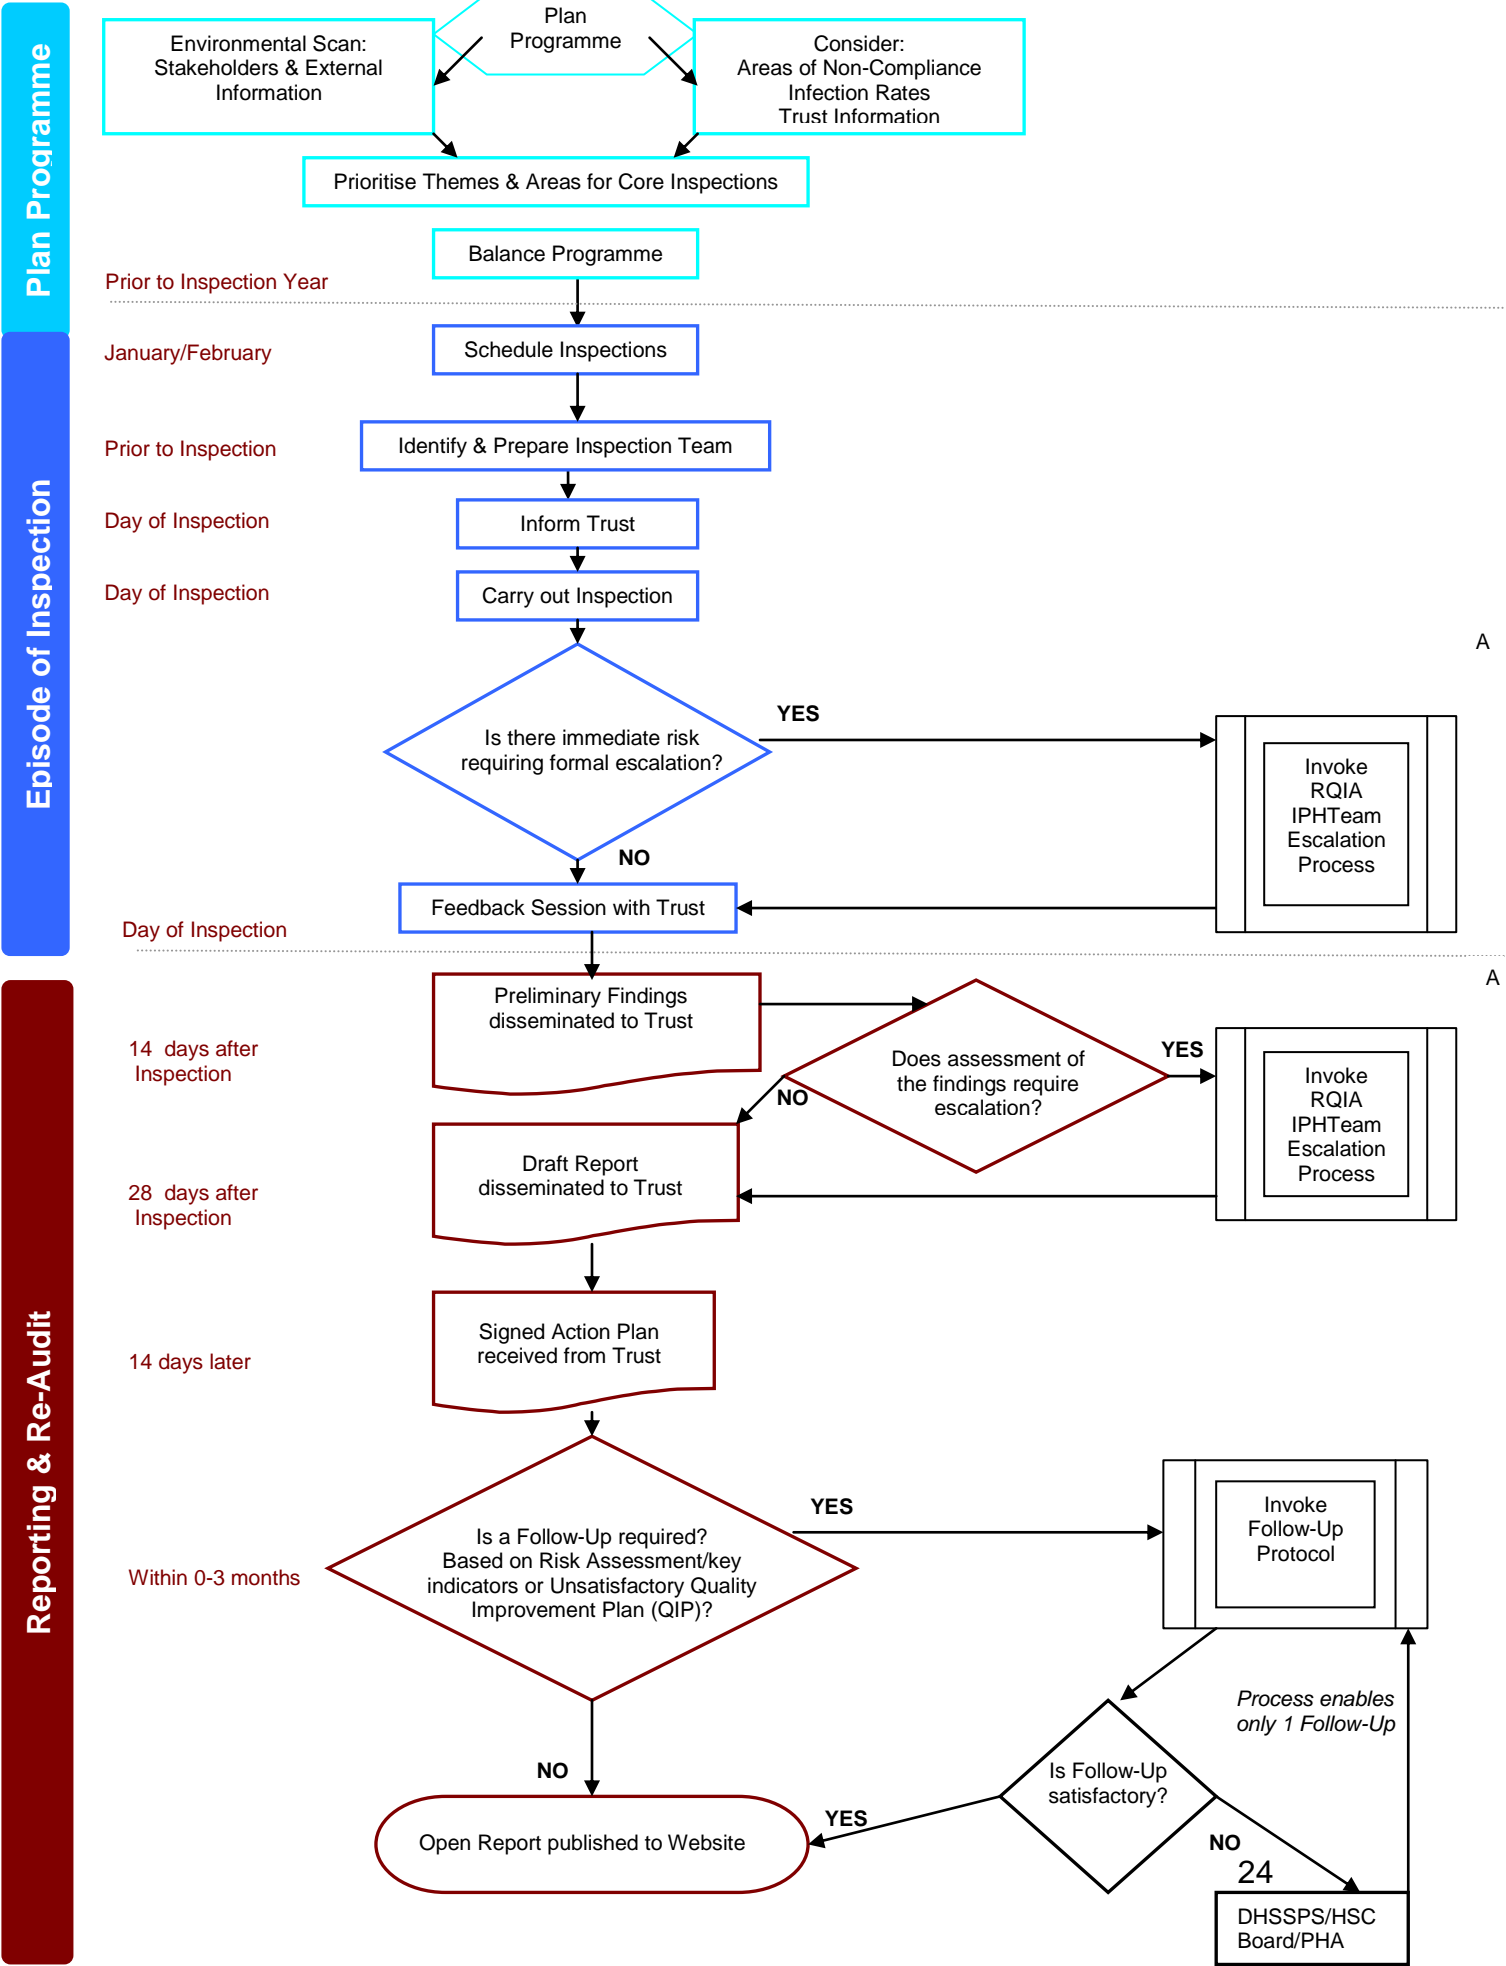 Plan Programme
Plan
Programme
Environmental Scan:
Stakeholders & External
Information
Consider:
Areas of Non-Compliance
Infection Rates
Trust Information
Prioritise Themes & Areas for Core Inspections
Balance Programme
Prior to Inspection Year
Episode of Inspection
January/February
Schedule Inspections
Prior to Inspection
Identify & Prepare Inspection Team
Day of Inspection
Inform Trust
Day of Inspection
Carry out Inspection
A
Is there immediate risk
requiring formal escalation?
YES
Invoke
RQIA
IPHTeam
Escalation
Process
NO
Feedback Session with Trust
Day of Inspection
Reporting & Re-Audit
A
Preliminary Findings
disseminated to Trust
14 days after
Inspection
Does assessment of
the findings require
escalation?
YES
NO
Invoke
RQIA
IPHTeam
Escalation
Process
Draft Report
disseminated to Trust
28 days after
Inspection
Signed Action Plan
received from Trust
14 days later
Is a Follow-Up required?
Based on Risk Assessment/key
indicators or Unsatisfactory Quality
Improvement Plan (QIP)?
Within 0-3 months
YES
Invoke
Follow-Up
Protocol
Process enables
only 1 Follow-Up
NO
Is Follow-Up
satisfactory?
YES
Open Report published to Website
NO
24
DHSSPS/HSC
Board/PHA